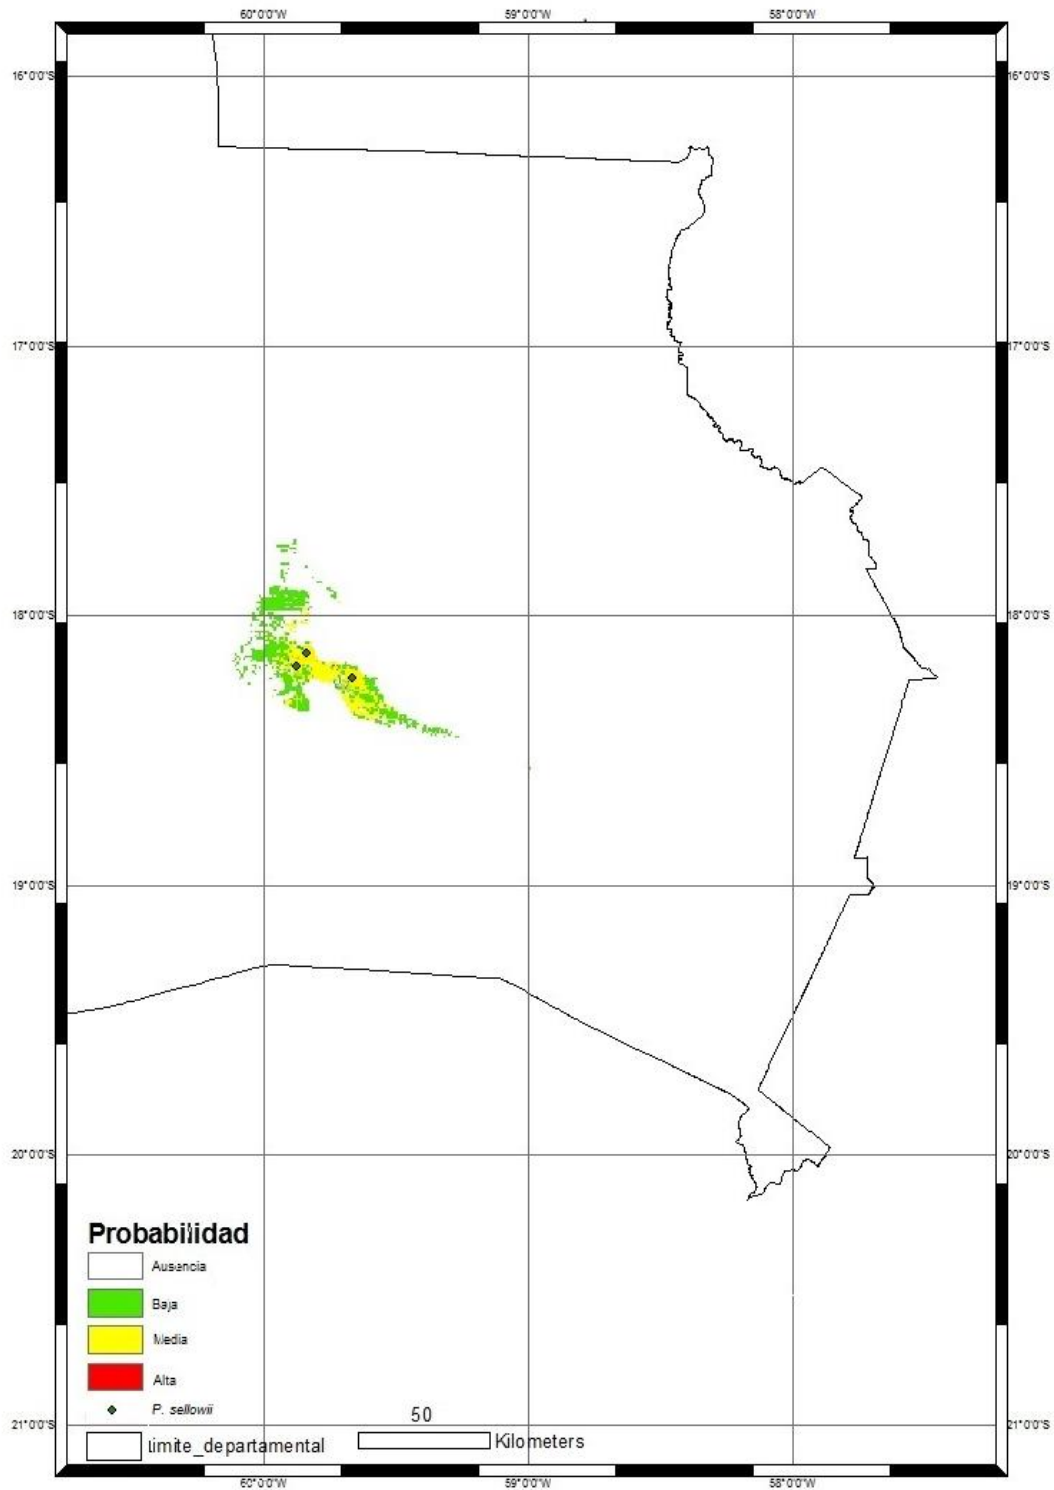 60°0'0"W 59°0'0"W 58°0'0"W
16°0'0"S 16°0'0"S
17°0'0"S 17°0'0"S
18°0'0"S 18°0'0"S
19°0'0"S 19°0'0"S
20°0'0"S 20°0'0"S
Probabilidad
Ausencia
Baja
Media
Alta
P. sellowii
limite_departamental
50
Kilometers
21°0'0"S 21°0'0"S
60°0'0"W 59°0'0"W 58°0'0"W